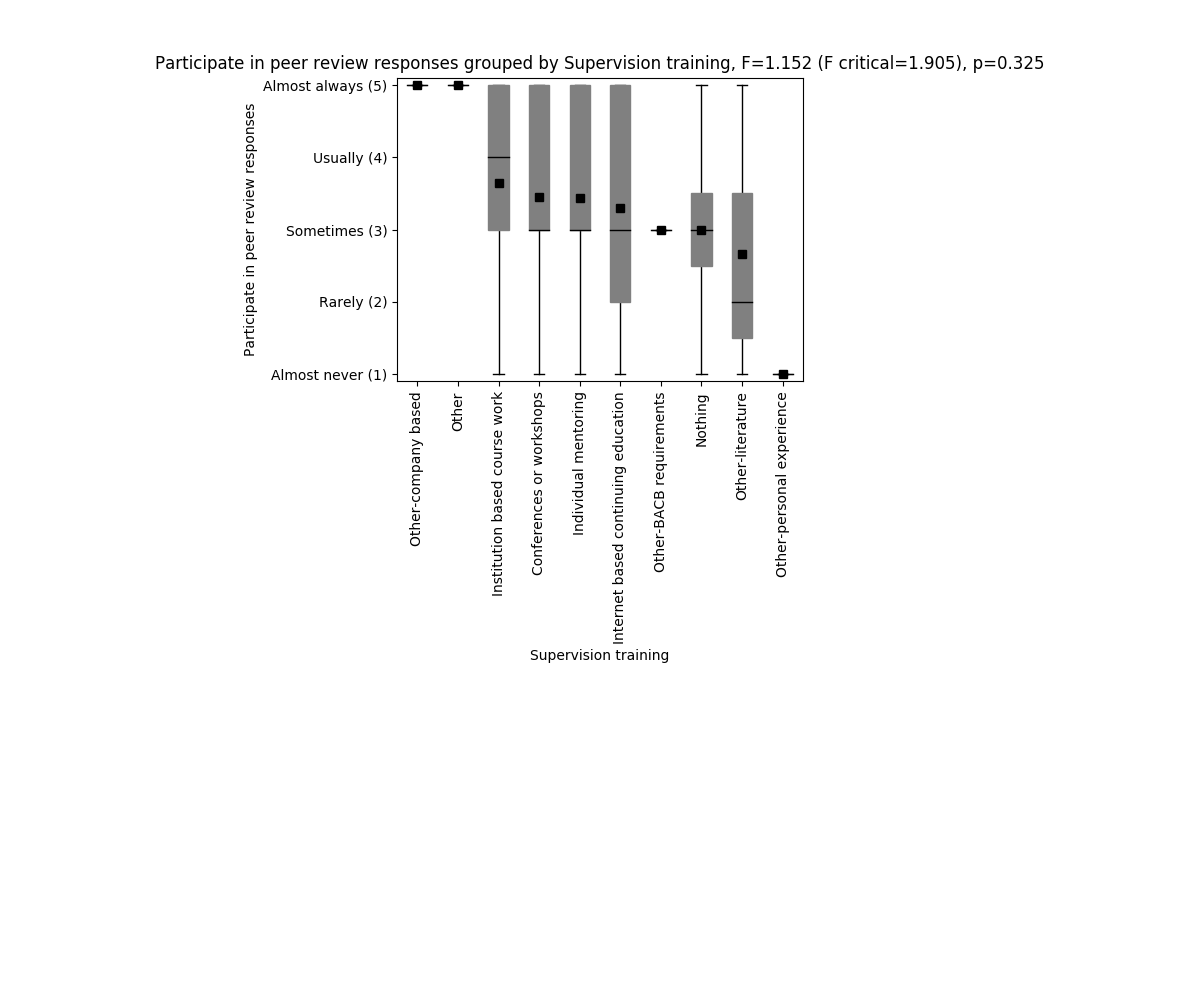 Participate in peer review responses grouped by Supervision training, F=1.152 (F critical=1.905), p=0.325
Participate in peer review responses
Almost always (5)
Usually (4)
Sometimes (3)
Rarely (2)
Almost never (1)
Other-company based
Other
Institution based course work
Conferences or workshops
Individual mentoring
Internet based continuing education
Other-BACB requirements
Nothing
Other-literature
Other-personal experience
Supervision training